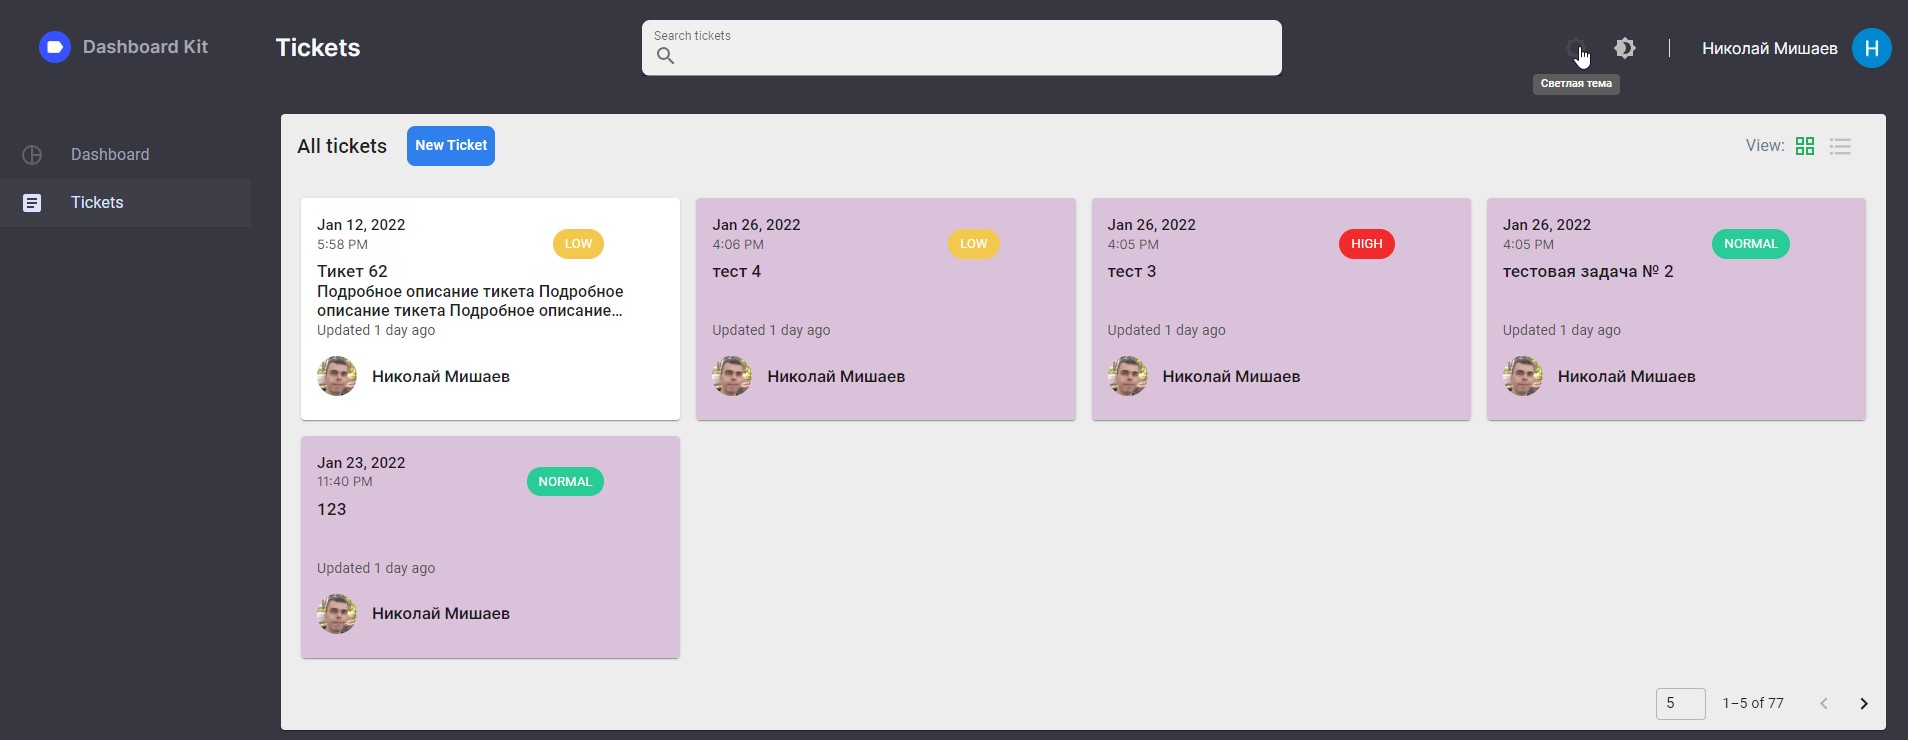 Dashboard Kit
Tickets
Search tickets
Николай Мишаев
Н
Светлая тема
Dashboard
Tickets
All tickets
New Ticket
View:
Jan 12, 2022
5:58 PM
LOW
Тикет 62
Подробное описание тикета Подробное
описание тикета Подробное описание…
Updated 1 day ago
Николай Мишаев
Jan 26, 2022
4:06 PM
LOW
тест 4
Updated 1 day ago
Николай Мишаев
Jan 26, 2022
4:05 PM
HIGH
тест 3
Updated 1 day ago
Николай Мишаев
Jan 26, 2022
4:05 PM
NORMAL
тестовая задача № 2
Updated 1 day ago
Николай Мишаев
Jan 23, 2022
11:40 PM
NORMAL
123
Updated 1 day ago
Николай Мишаев
5
1–5 of 77